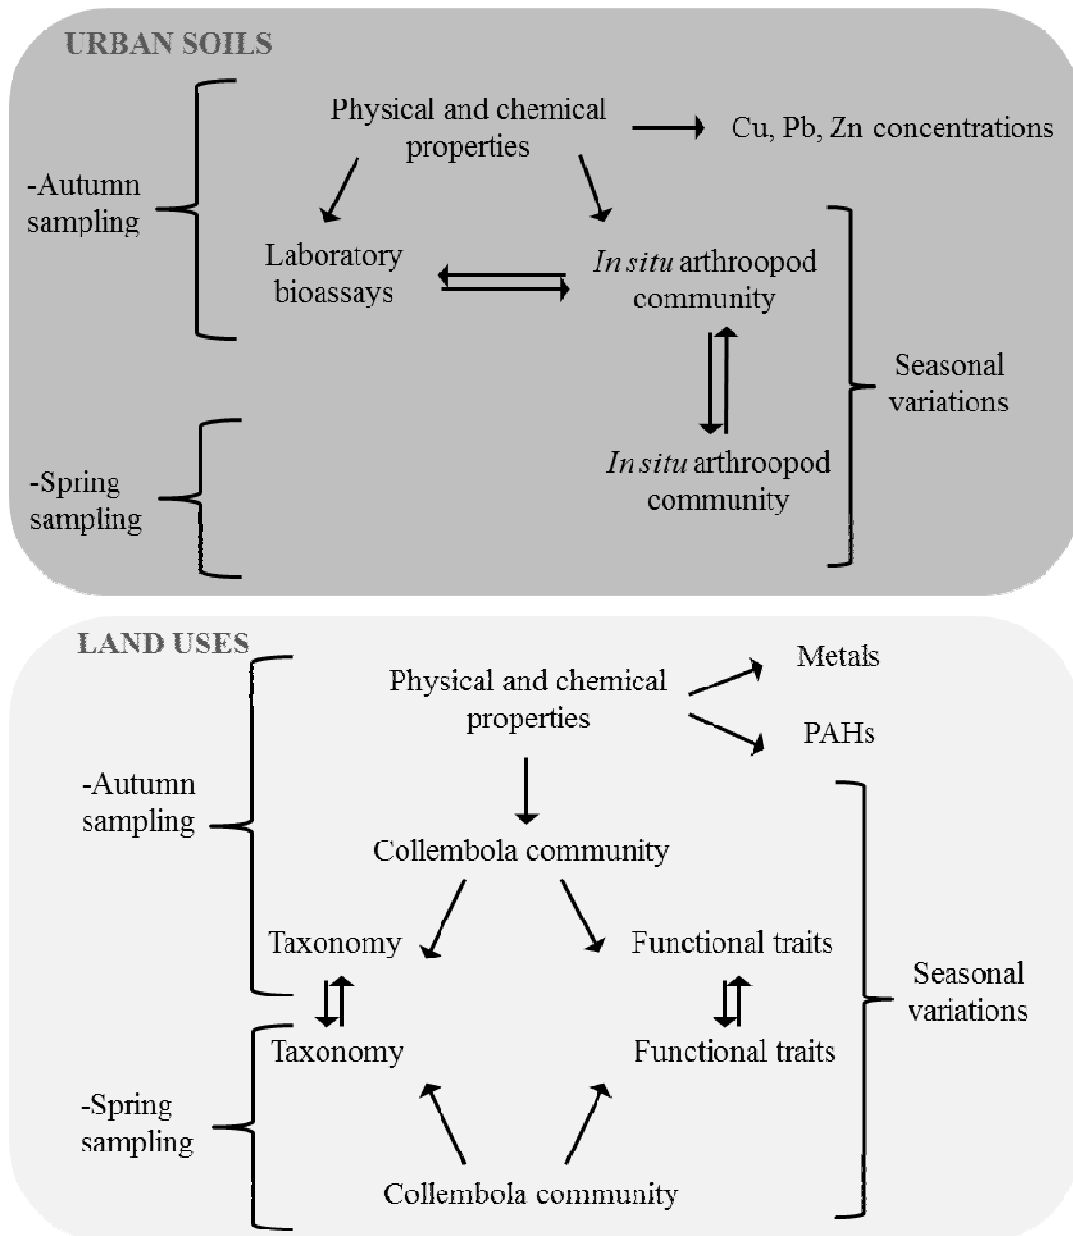 URBAN SOILS
Physical and chemical
properties
Cu, Pb, Zn concentrations
-Autumn
sampling
Laboratory
bioassays
In situ arthroopod
community
Seasonal
variations
In situ arthroopod
community
-Spring
sampling
LAND USES
Metals
Physical and chemical
properties
PAHs
-Autumn
sampling
Collembola community
Taxonomy
Functional traits
Seasonal
variations
Taxonomy
Functional traits
-Spring
sampling
Collembola community